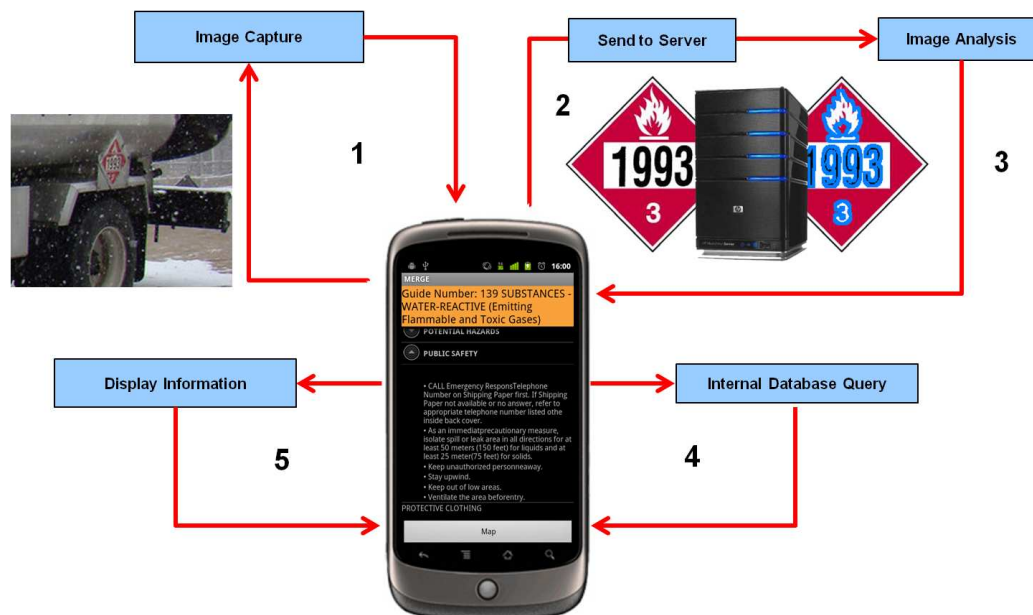 Image Capture
Send to Server
Image Analysis
1
2
3
1993
1993
3
1993
3
16:00
MERGE
Guide Number: 139 SUBSTANCES -
WATER-REACTIVE (Emitting
Flammable and Toxic Gases)
POTENTIAL HAZARDS
PUBLIC SAFETY
• CALL Emergency ResponsTelephone
Number on Shipping Paper first. If Shipping
Paper not available or no answer, refer to
appropriate telephone number listed othe
inside back cover.
• As an immediatprecautionary measure,
isolate spill or leak area in all directions for at
least 50 meters (150 feet) for liquids and at
least 25 meter(75 feet) for solids.
• Keep unauthorized personneaway.
• Stay upwind.
• Keep out of low areas.
• Ventilate the area beforentry.
PROTECTIVE CLOTHING
Map
Display Information
Internal Database Query
5
4